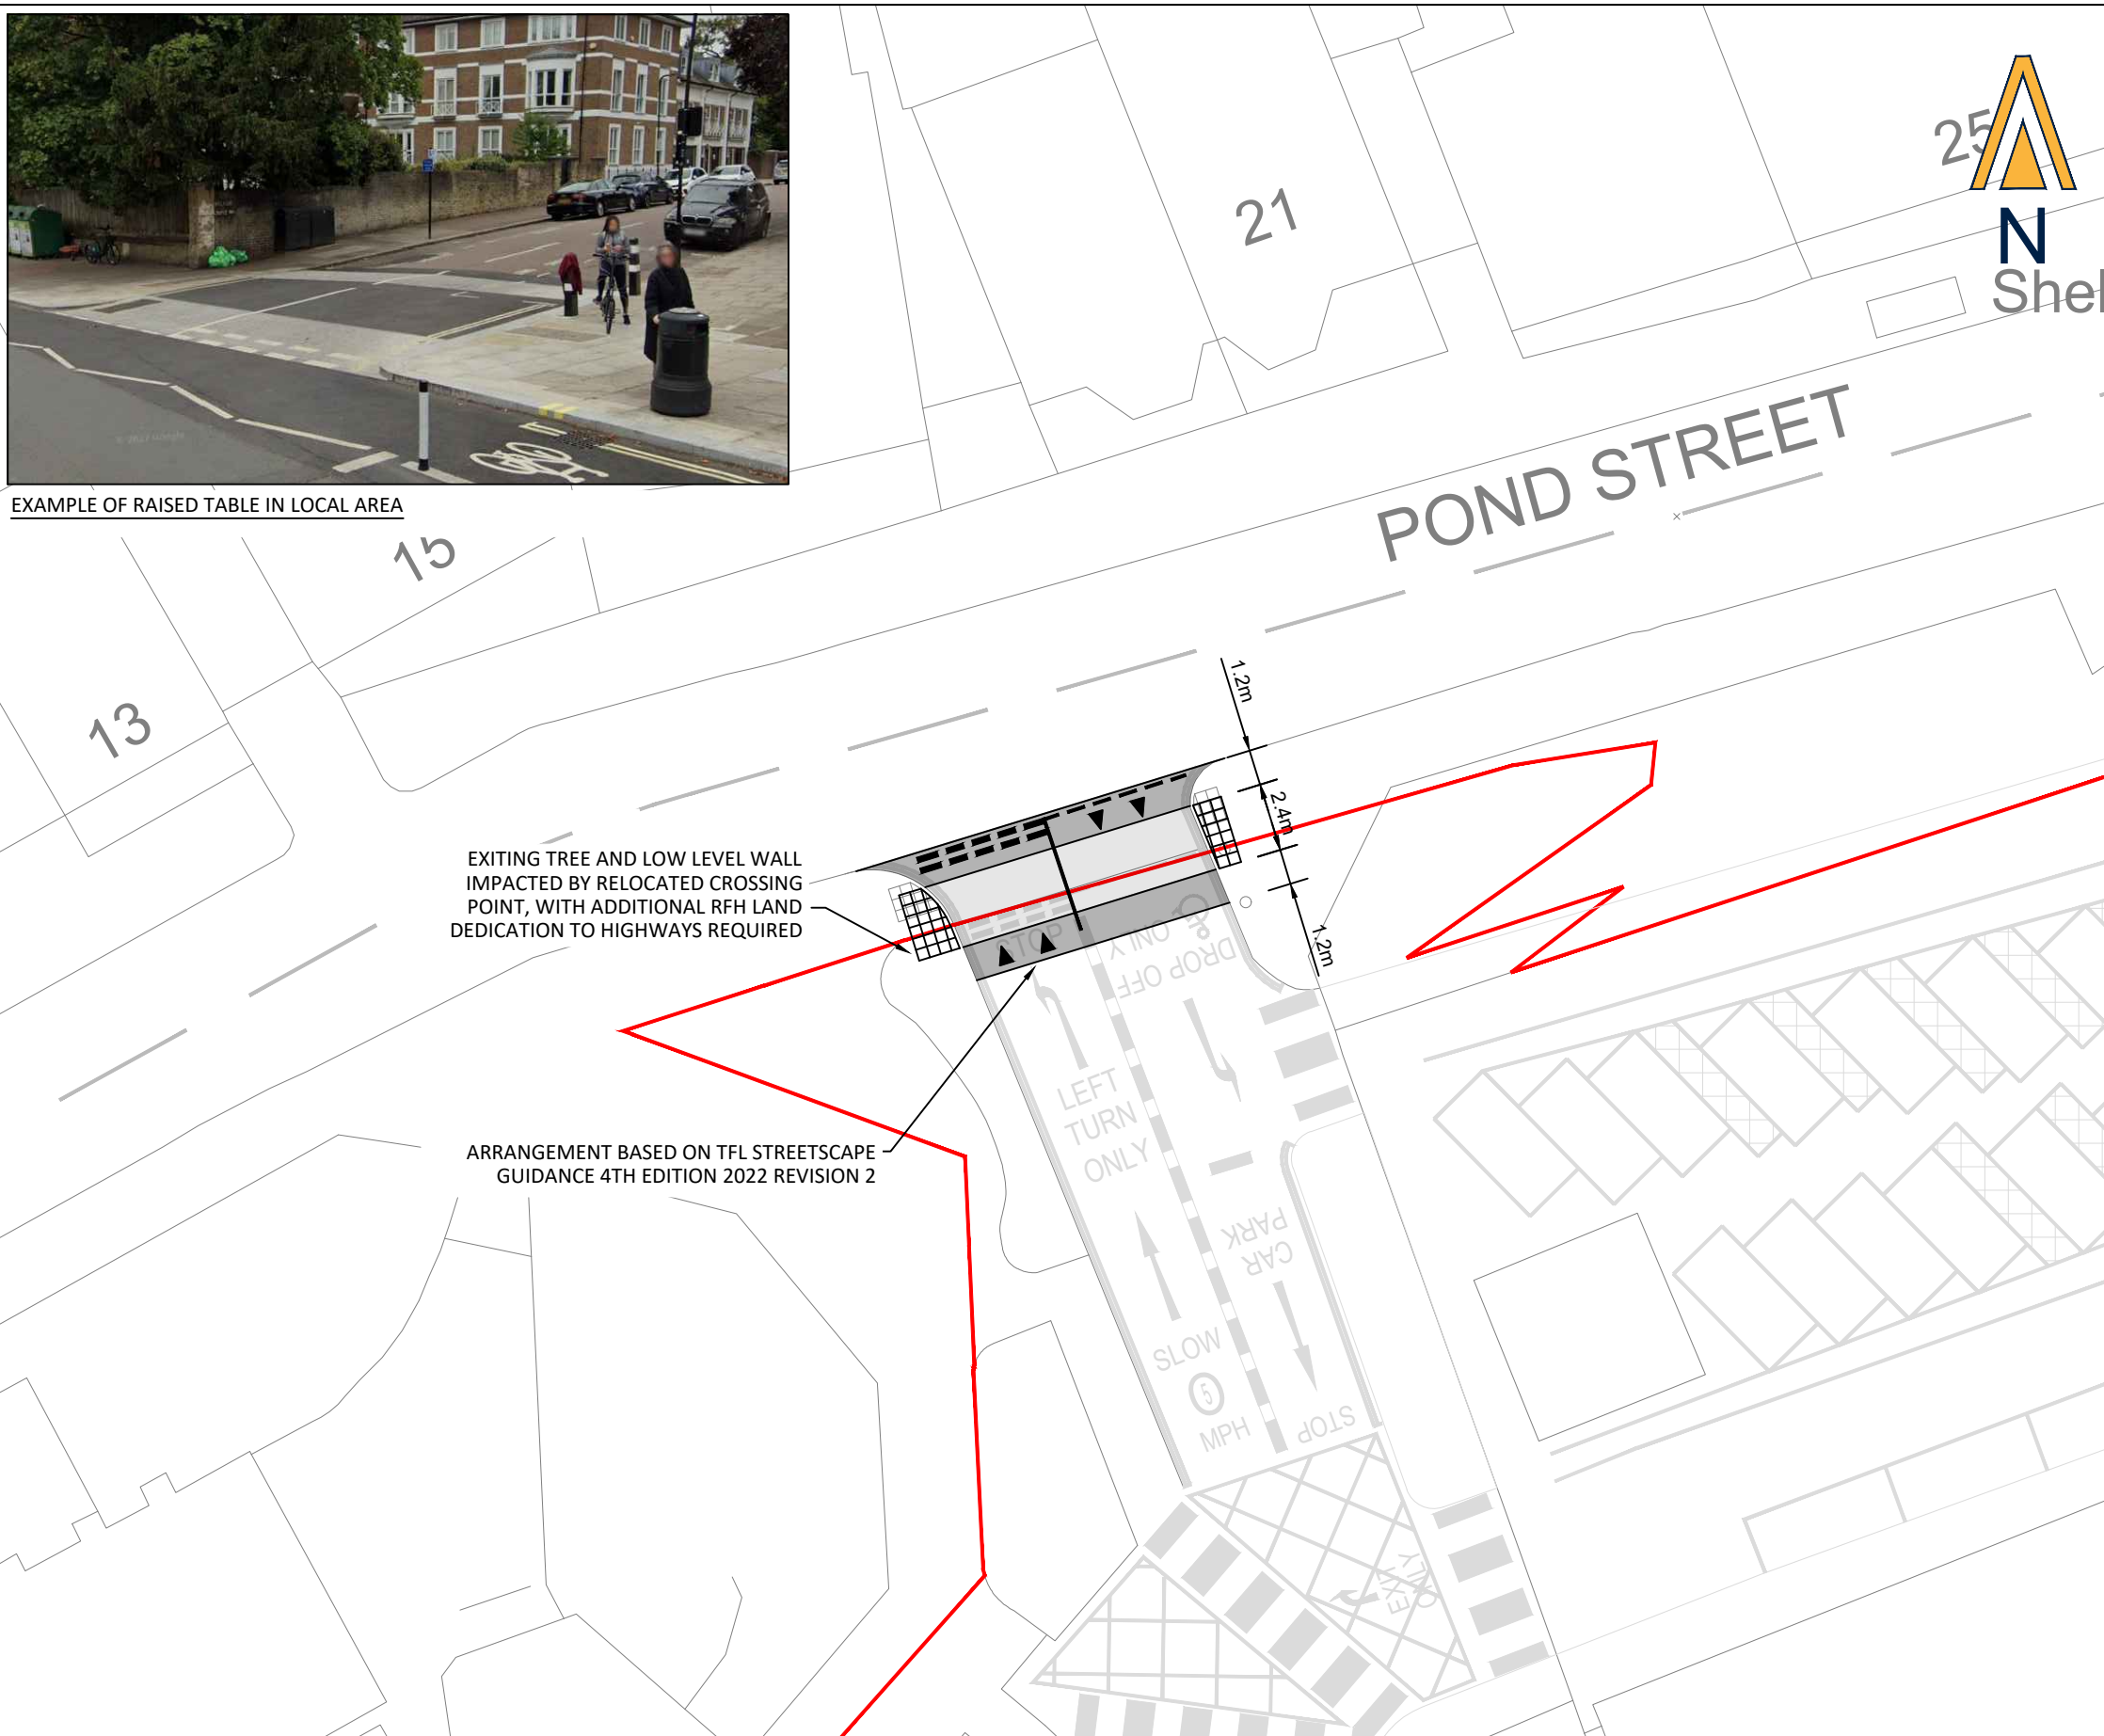 EXAMPLE OF RAISED TABLE IN LOCAL AREA
25
N
Shel
21
POND STREET
15
13
1.2m
2.4m
1.2m
EXITING TREE AND LOW LEVEL WALL
IMPACTED BY RELOCATED CROSSING
POINT, WITH ADDITIONAL RFH LAND
DEDICATION TO HIGHWAYS REQUIRED
STOP
DROP OFF
ONLY
LEFT
TURN
ONLY
ARRANGEMENT BASED ON TFL STREETSCAPE
GUIDANCE 4TH EDITION 2022 REVISION 2
CAR
PARK
SLOW
5
MPH
STOP
EXIT
ONLY